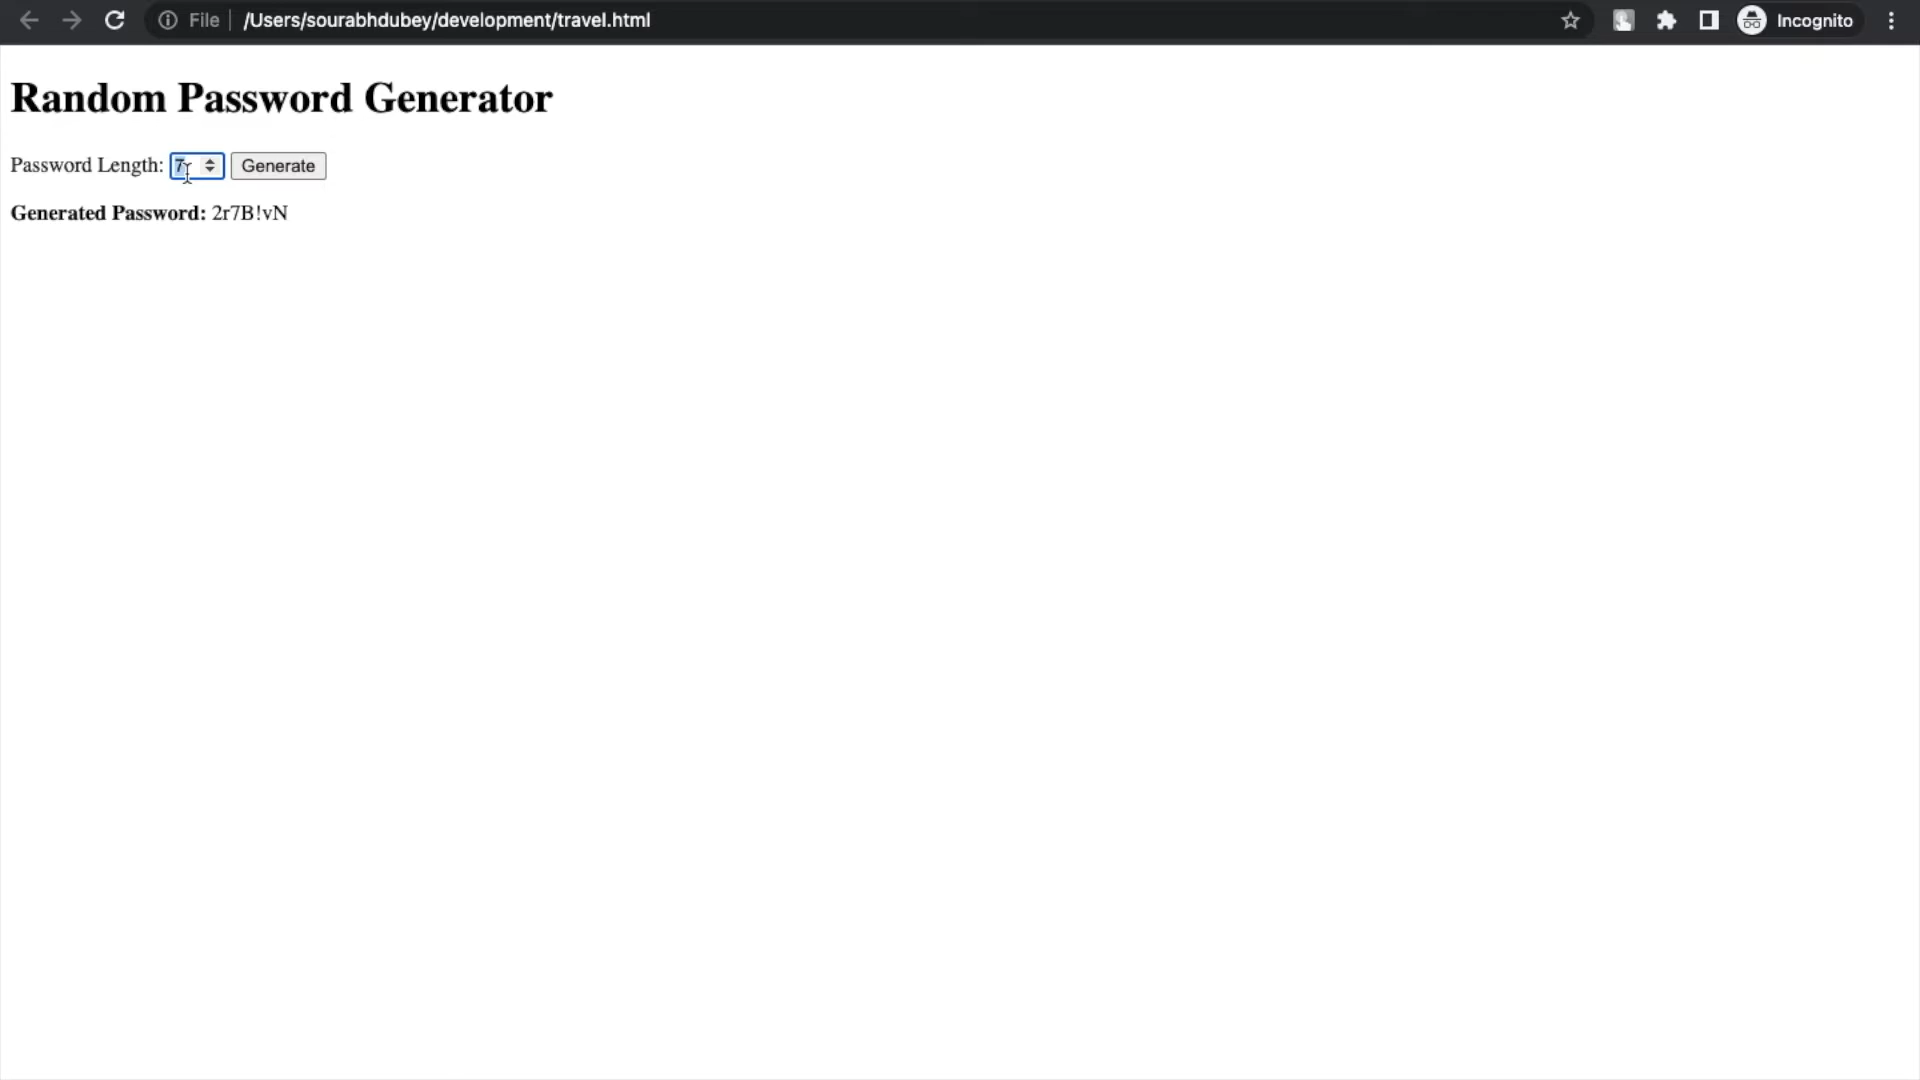 File /Users/sourabhdubey/development/travel.html Incognito
Random Password Generator
Password Length: 7 Generate
Generated Password: 2r7B!vN